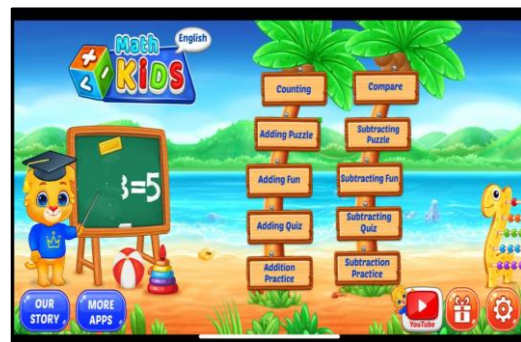 Math
KIDS
English
Counting
Adding Puzzle
Adding Fun
Adding Quiz
Addition
Practice
Compare
Subtracting
Puzzle
Subtracting Fun
Subtracting
Quiz
Subtraction
Practice
3=5
OUR
STORY
MORE
APPS
YouTube